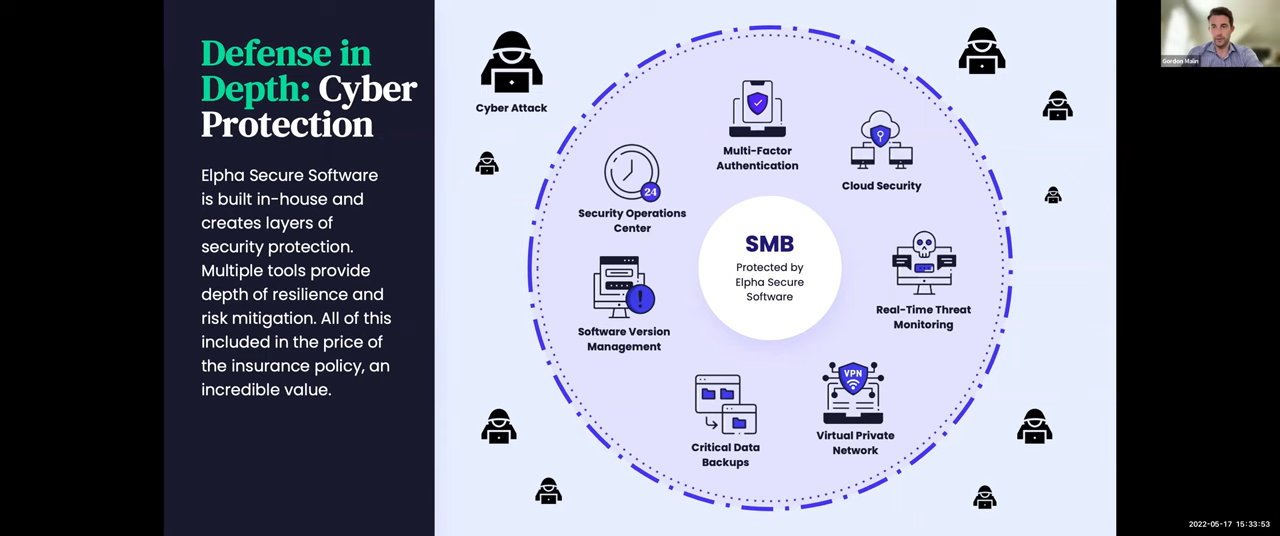 Defense in
Depth: Cyber
Protection
Elpha Secure Software
is built in-house and
creates layers of
security protection.
Multiple tools provide
depth of resilience and
risk mitigation. All of this
included in the price of
the insurance policy, an
incredible value.
Cyber Attack
Multi-Factor
Authentication
Cloud Security
24
Security Operations
Center
SMB
Protected by
Elpha Secure
Software
Real-Time Threat
Monitoring
Software Version
Management
VPN
Virtual Private
Network
Critical Data
Backups
Gordon Malin
2022-05-17 15:33:53